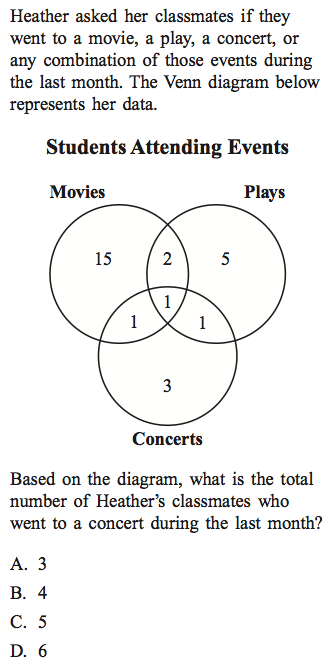 Heather asked her classmates if they
went to a movie, a play, a concert, or
any combination of those events during
the last month. The Venn diagram below
represents her data.
Students Attending Events
Movies Plays
15 2 5
1
1 1
3
Concerts
Based on the diagram, what is the total
number of Heather’s classmates who
went to a concert during the last month?
A. 3
B. 4
C. 5
D. 6